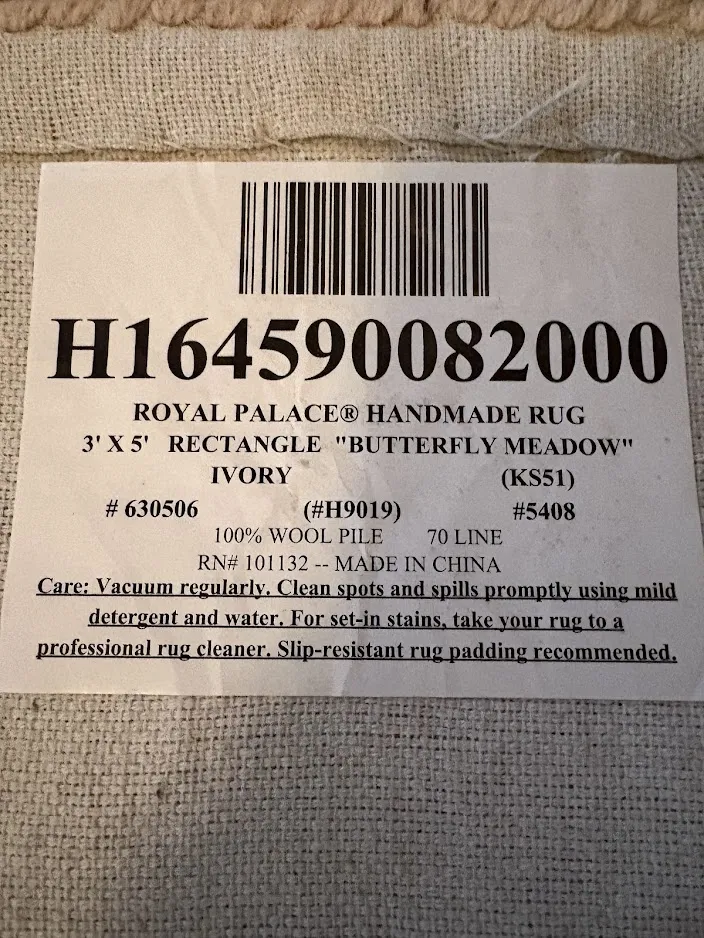 H164590082000
ROYAL PALACE® HANDMADE RUG
3' X 5' RECTANGLE "BUTTERFLY MEADOW"
IVORY (KS51)
# 630506 (#H9019) #5408
100% WOOL PILE 70 LINE
RN# 101132 -- MADE IN CHINA
Care: Vacuum regularly. Clean spots and spills promptly using mild
detergent and water. For set-in stains, take your rug to a
professional rug cleaner. Slip-resistant rug padding recommended.